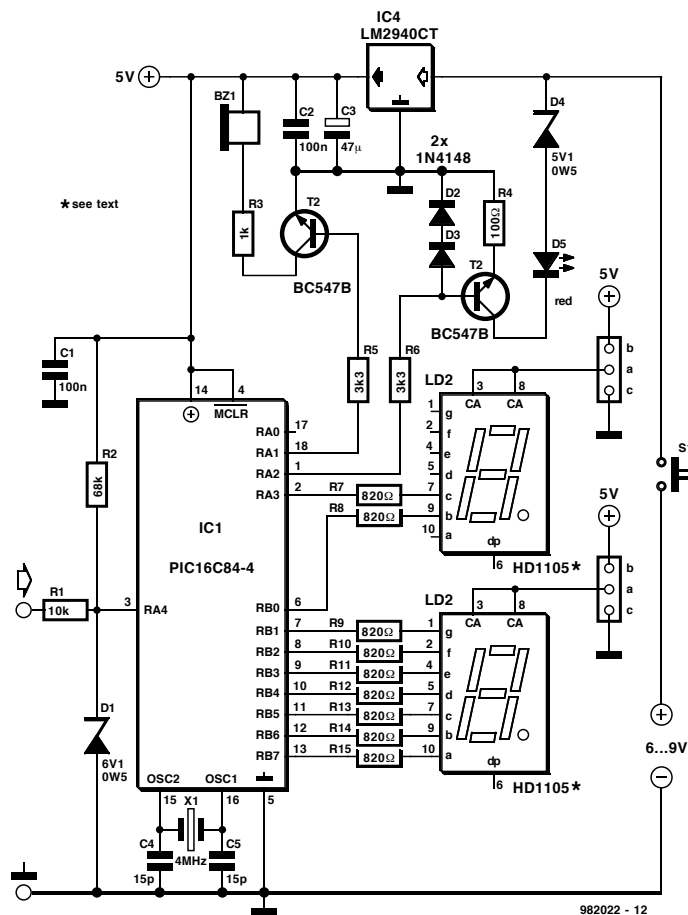 IC4
LM2940CT
5V
BZ1
C2
100n
C3
47μ
D4
5V1
0W5
2x
1N4148
* see text
R3
1k
T2
BC547B
D2
D3
R4
100Ω
T2
BC547B
D5
red
5V
C1
100n
R5
3k3
R6
3k3
LD2
b
a
c
14
4
MCLR
3
8
CA
CA
RA0
17
RA1
18
RA2
1
RA3
2
R7
820Ω
R8
820Ω
1
g
2
f
4
e
5
d
7
c
9
b
10
a
dp
6
HD1105*
R2
68k
IC1
PIC16C84-4
5V
R1
10k
3
RA4
LD2
b
a
c
3
8
CA
CA
RB0
6
RB1
7
R9
820Ω
1
g
RB2
8
R10
820Ω
2
f
RB3
9
R11
820Ω
4
e
RB4
10
R12
820Ω
5
d
RB5
11
R13
820Ω
7
c
RB6
12
R14
820Ω
9
b
RB7
13
R15
820Ω
10
a
dp
6
HD1105*
D1
6V1
0W5
OSC2
OSC1
15
16
5
X1
4MHz
C4
15p
C5
15p
6...9V
982022 - 12